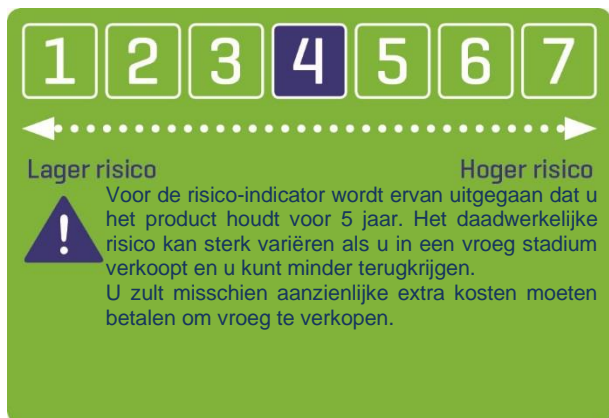 1 2 3 4 5 6 7
Lager risico Hoger risico
Voor de risico-indicator wordt ervan uitgegaan dat u
het product houdt voor 5 jaar. Het daadwerkelijke
risico kan sterk variëren als u in een vroeg stadium
verkoopt en u kunt minder terugkrijgen.
U zult misschien aanzienlijke extra kosten moeten
betalen om vroeg te verkopen.